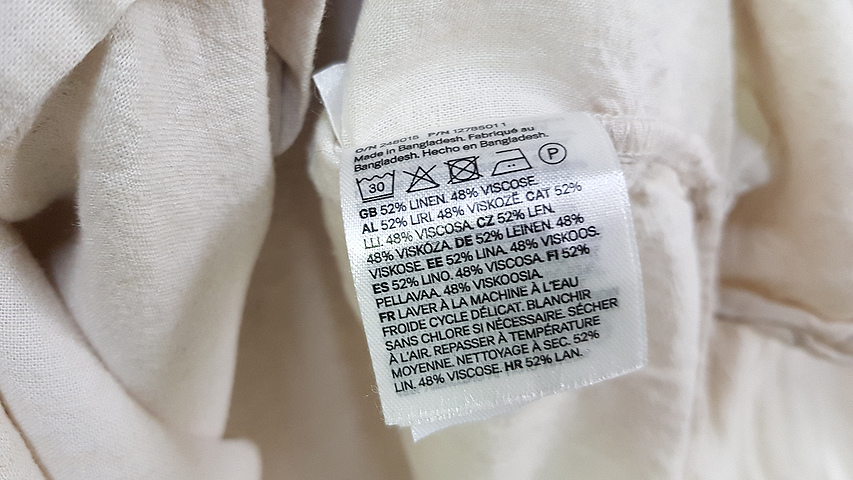 O/N 248015 P/N 12785011
Made in Bangladesh. Fabriqué au
Bangladesh. Hecho en Bangladesh.
30 P
GB 52% LINEN. 48% VISCOSE.
AL 52% LIRI. 48% VISKOZË. CAT 52%
LLI. 48% VISCOSA. CZ 52% LEN.
48% VISKÓZA. DE 52% LEINEN. 48%
VISKOSE. EE 52% LINA. 48% VISKOOS.
ES 52% LINO. 48% VISCOSA. FI 52%
PELLAVAA. 48% VISKOOSIA.
FR LAVER À LA MACHINE À L'EAU
FROIDE CYCLE DÉLICAT. BLANCHIR
SANS CHLORE SI NÉCESSAIRE. SÉCHER
À L'AIR. REPASSER À TEMPÉRATURE
MOYENNE. NETTOYAGE À SEC. 52%
LIN. 48% VISCOSE. HR 52% LAN.